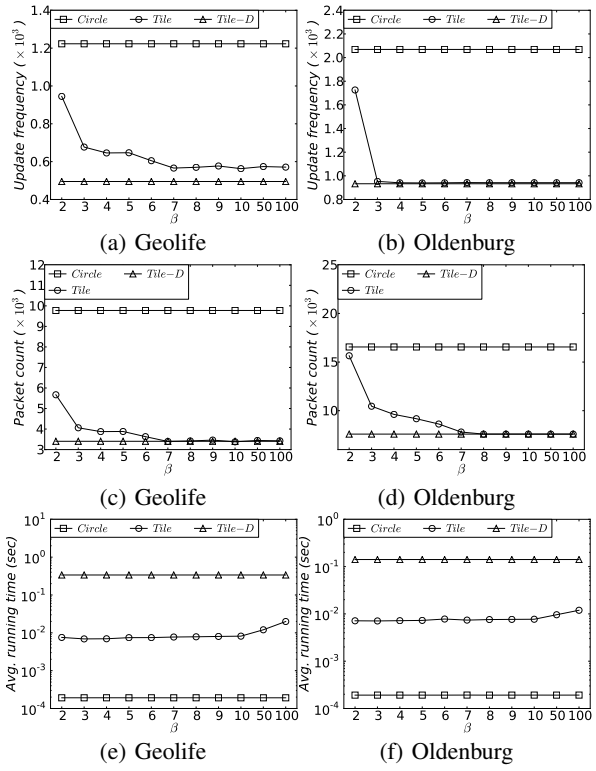 1.4
Circle Tile Tile-D
1.2
1.0
0.8
0.6
0.4
Update frequency ( ×10³ )
2 3 4 5 6 7 8 9 10 50 100
β
(a) Geolife
2.4
Circle Tile Tile-D
2.2
2.0
1.8
1.6
1.4
1.2
1.0
0.8
Update frequency ( ×10³ )
2 3 4 5 6 7 8 9 10 50 100
β
(b) Oldenburg
12
Circle Tile-D
Tile
11
10
9
8
7
6
5
4
3
Packet count ( ×10³ )
2 3 4 5 6 7 8 9 10 50 100
β
(c) Geolife
25
Circle Tile-D
Tile
20
15
10
Packet count ( ×10³ )
2 3 4 5 6 7 8 9 10 50 100
β
(d) Oldenburg
10¹
Circle Tile Tile-D
10⁰
10⁻¹
10⁻²
10⁻³
10⁻⁴
Avg. running time (sec)
2 3 4 5 6 7 8 9 10 50 100
β
(e) Geolife
10⁰
Circle Tile Tile-D
10⁻¹
10⁻²
10⁻³
10⁻⁴
Avg. running time (sec)
2 3 4 5 6 7 8 9 10 50 100
β
(f) Oldenburg